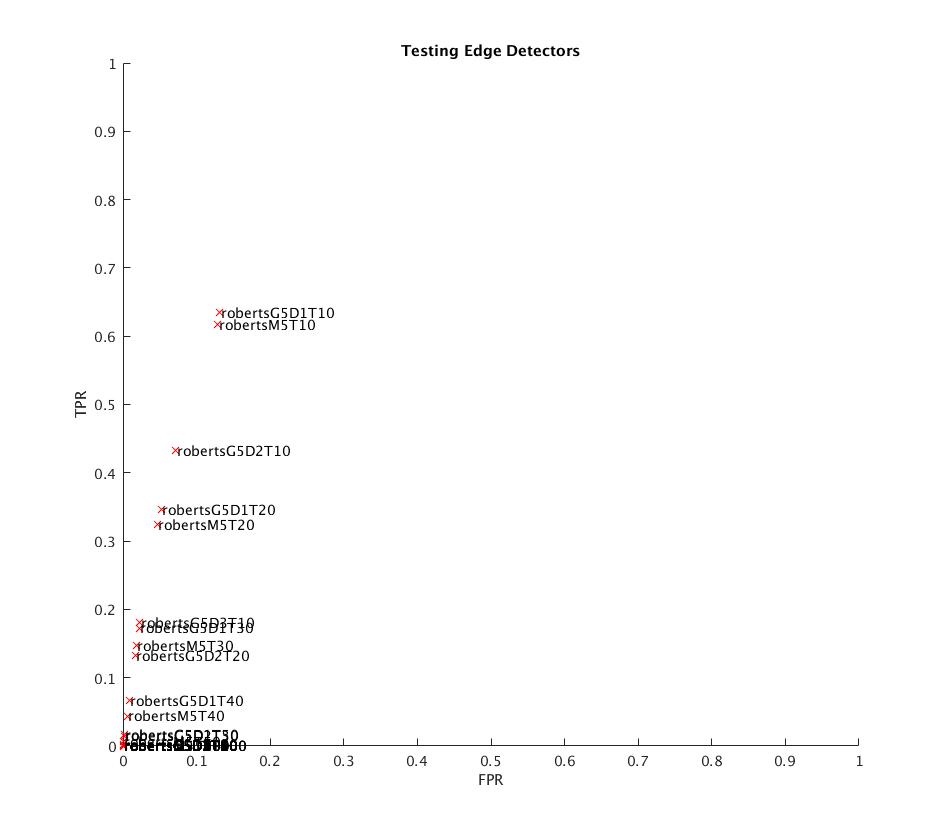 Testing Edge Detectors
1
0.9
0.8
0.7
robertsG5D1T10
robertsM5T10
0.6
0.5
TPR
robertsG5D2T10
0.4
robertsG5D1T20
robertsM5T20
0.3
0.2
robertsG5D3T10
robertsG5D1T30
robertsM5T30
robertsG5D2T20
0.1
robertsG5D1T40
robertsM5T40
0
0 0.1 0.2 0.3 0.4 0.5 0.6 0.7 0.8 0.9 1
FPR